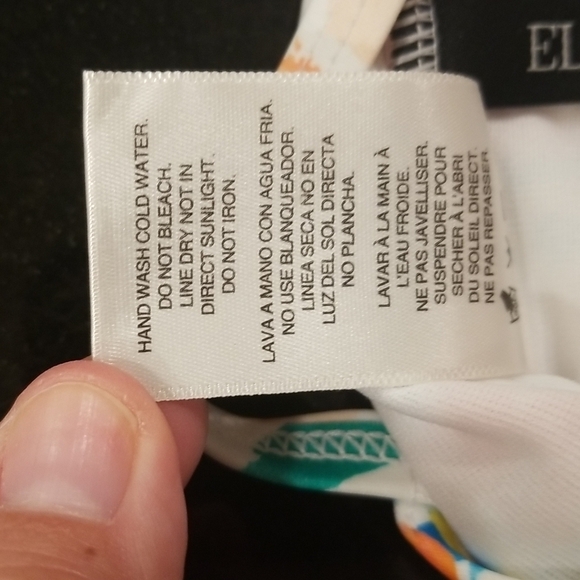 HAND WASH COLD WATER.
DO NOT BLEACH.
LINE DRY NOT IN
DIRECT SUNLIGHT.
DO NOT IRON.
LAVA A MANO CON AGUA FRIA.
NO USE BLANQUEADOR.
LINEA SECA NO EN
LUZ DEL SOL DIRECTA
NO PLANCHA.
LAVAR À LA MAIN À
L'EAU FROIDE.
NE PAS JAVELLISER.
SUSPENDRE POUR
SECHER À L'ABRI
DU SOLEIL DIRECT.
NE PAS REPASSER.
EL